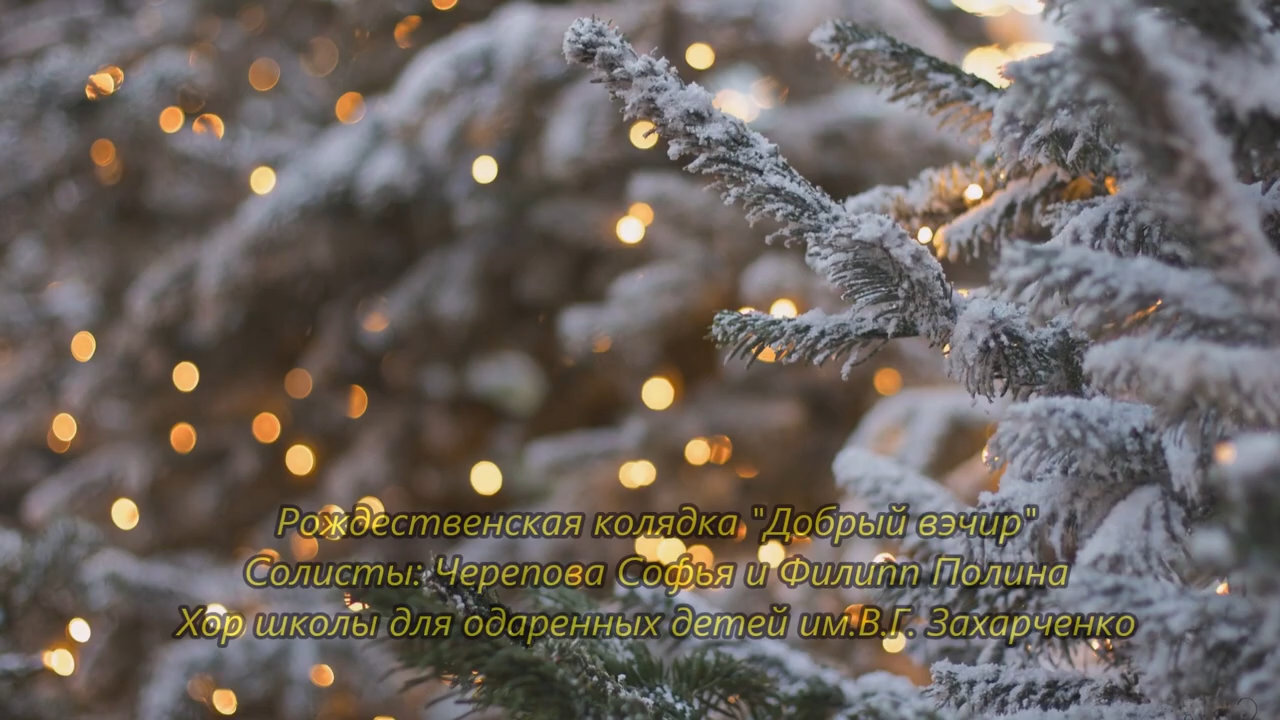 Рождественская колядка "Добрый вэчир"
Солисты: Черепова Софья и Филипп Полина
Хор школы для одаренных детей им.В.Г. Захарченко